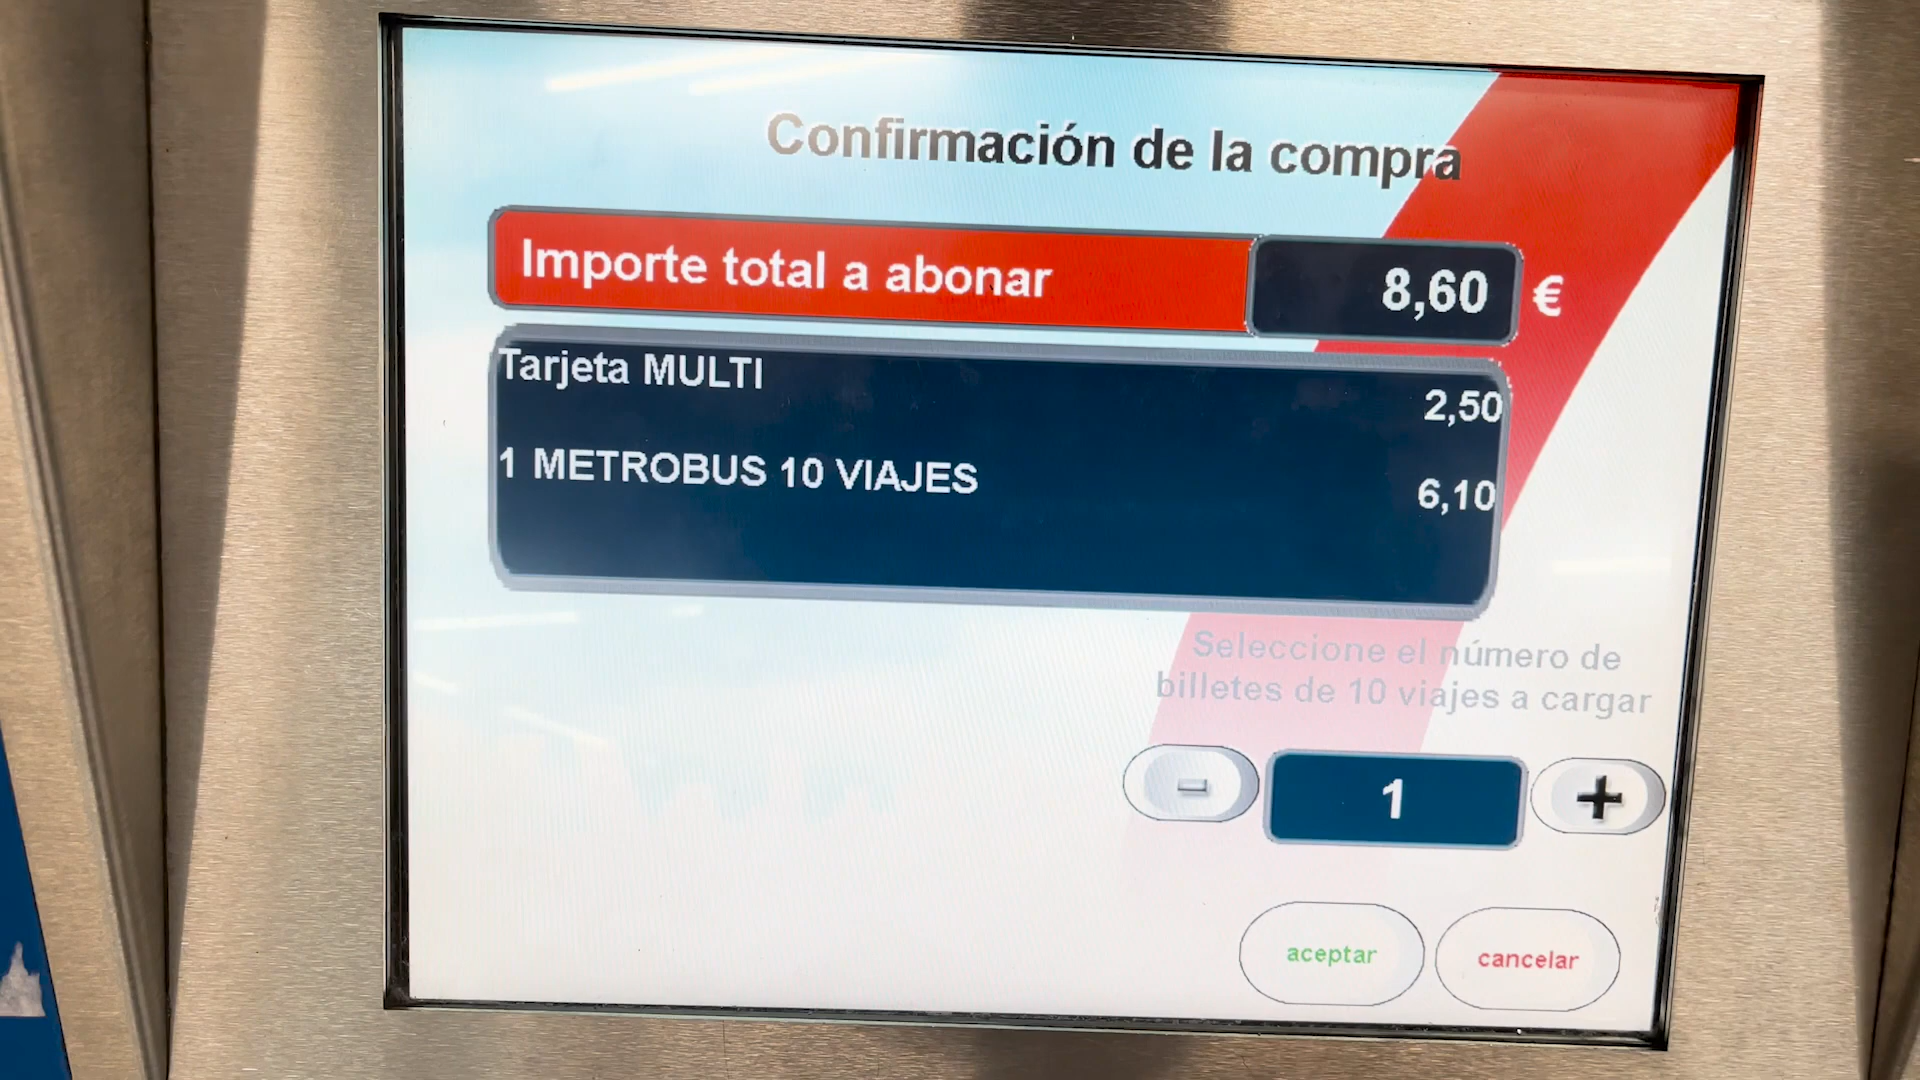 Confirmación de la compra
Importe total a abonar 8,60 €
Tarjeta MULTI 2,50
1 METROBUS 10 VIAJES 6,10
Seleccione el número de
billetes de 10 viajes a cargar
- 1 +
aceptar cancelar